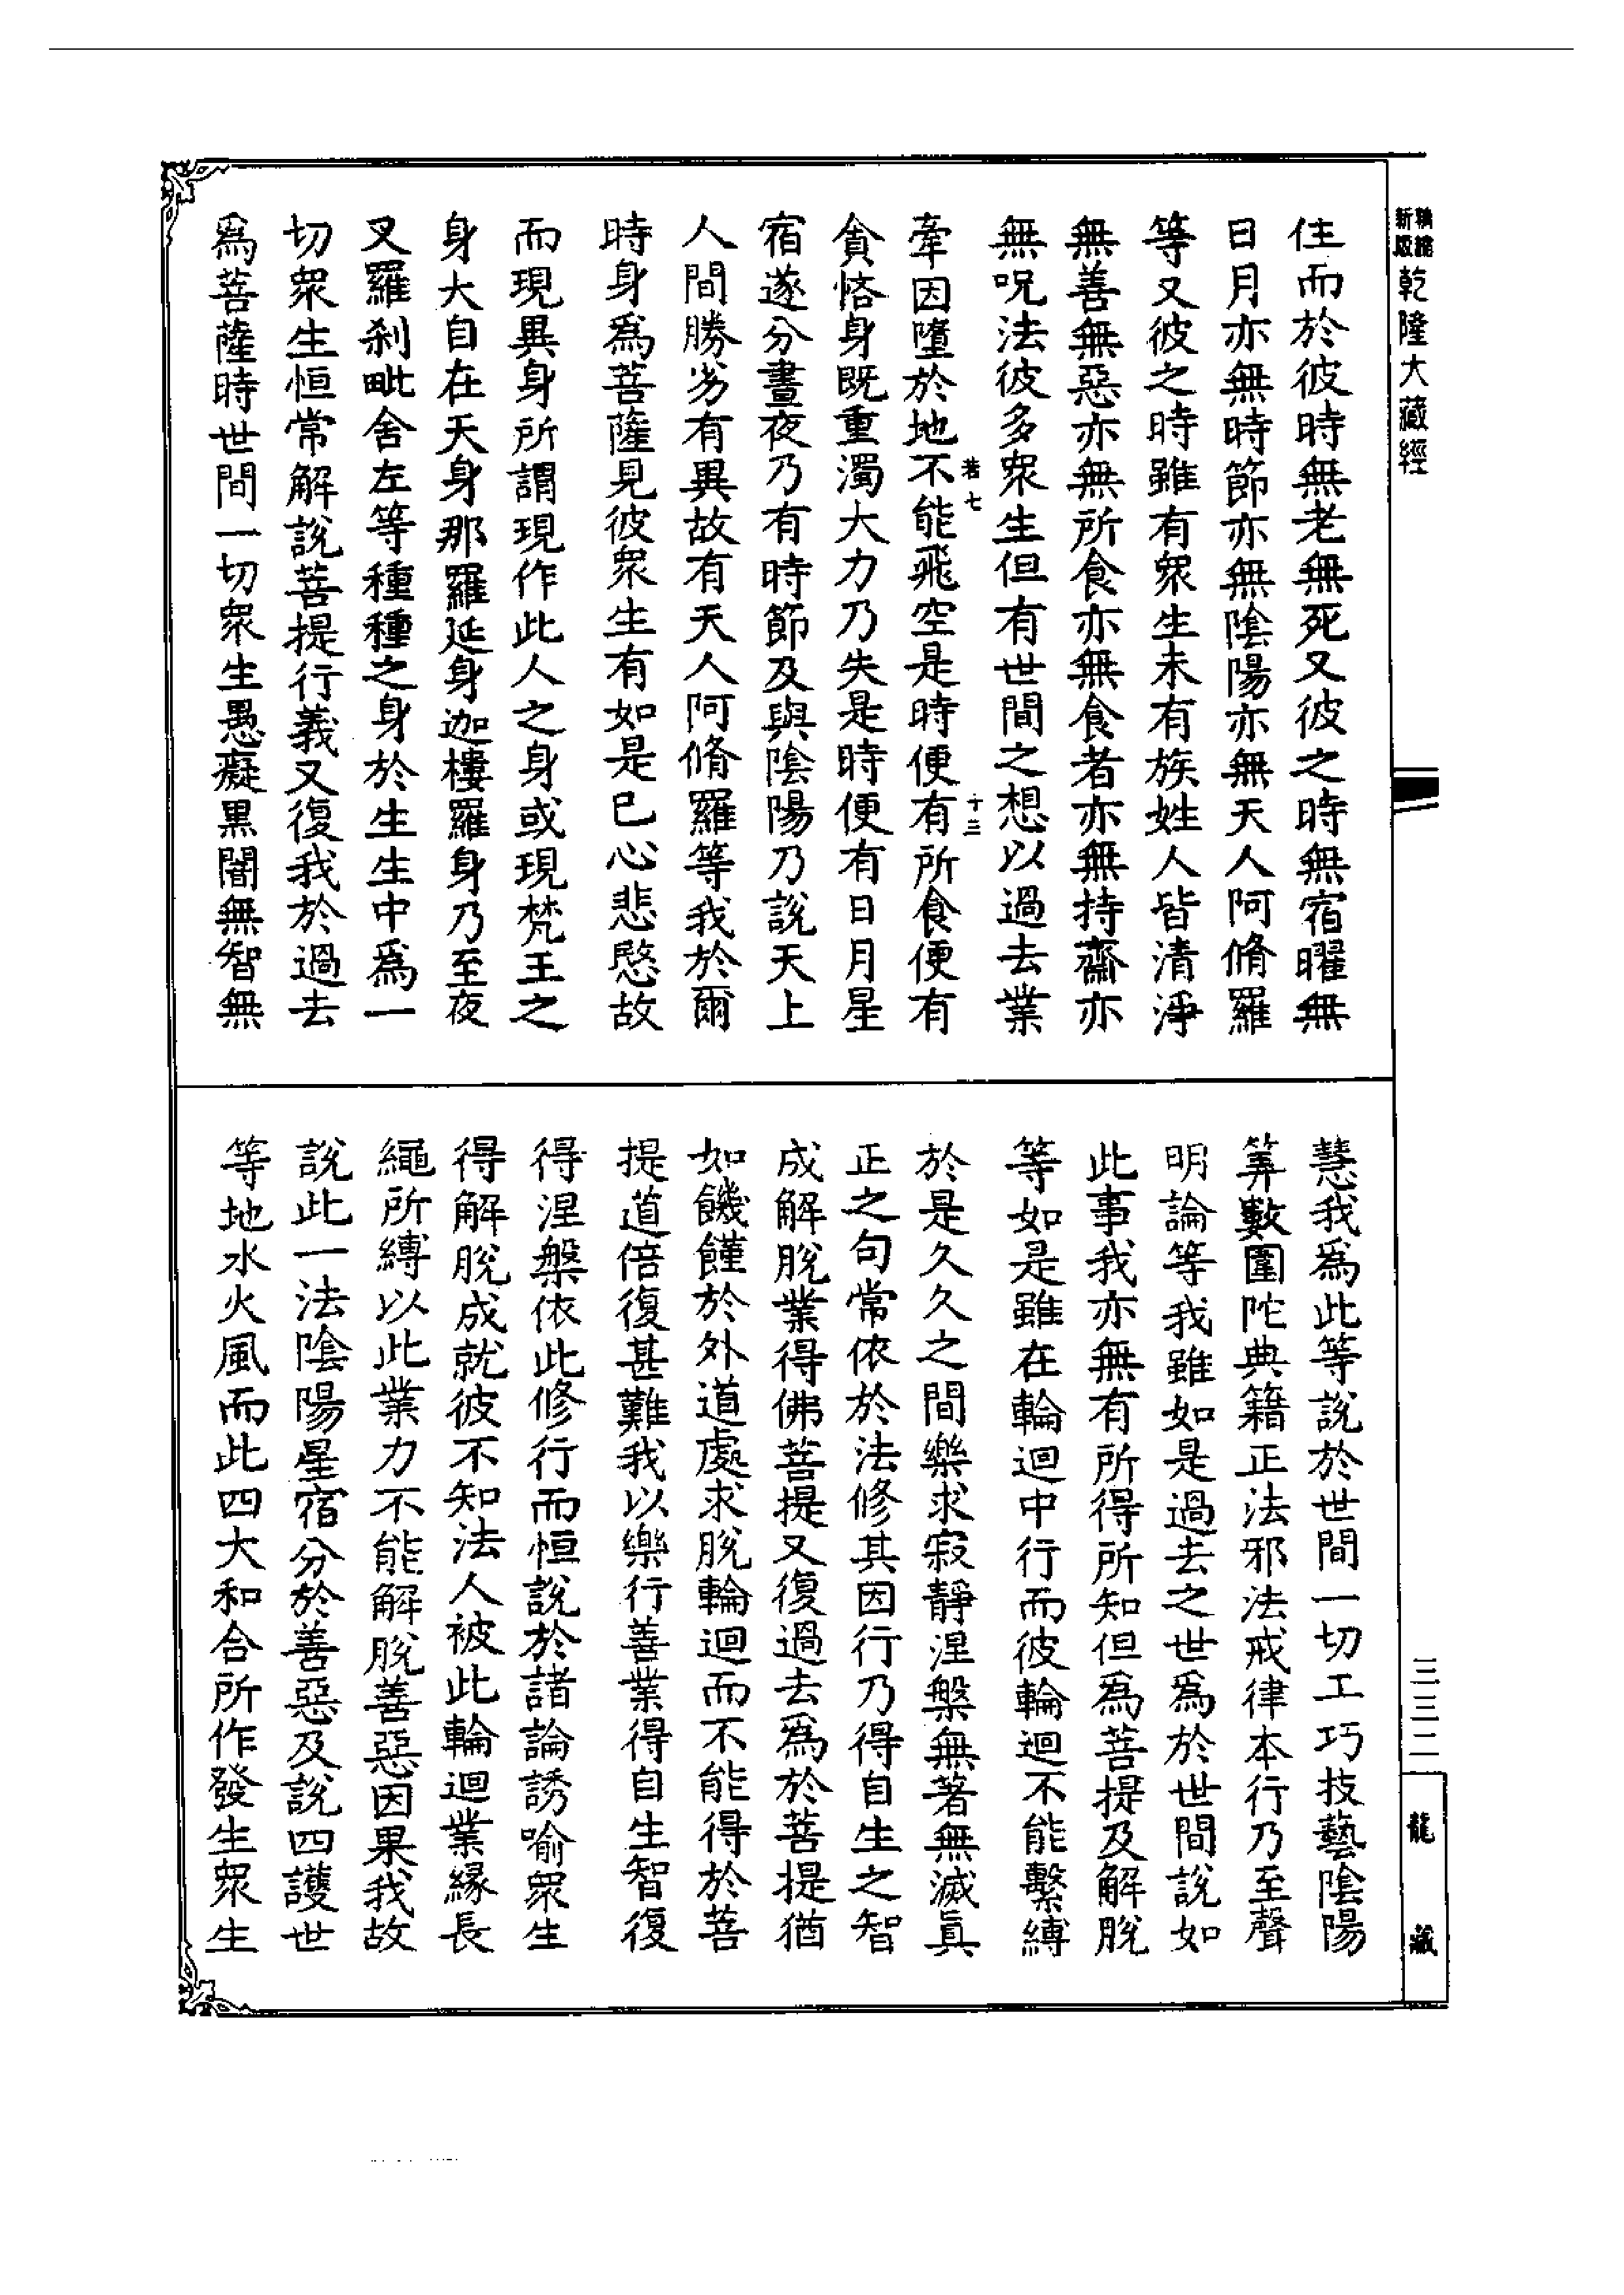 新版精縮乾隆大藏經
住而於彼時無老無死又彼之時無宿曜無
日月亦無時節亦無陰陽亦無天人阿脩羅
等又彼之時雖有衆生未有族姓人皆清淨
無善無惡亦無所食亦無食者亦無持齋亦
無呪法彼多衆生但有世間之想以過去業
若七 十三
牽因墮於地不能飛空是時便有所食便有
貪悋身既重濁大力乃失是時便有日月星
宿遂分晝夜乃有時節及與陰陽乃說天上
人間勝劣有異故有天人阿脩羅等我於爾
時身爲菩薩見彼衆生有如是已心悲愍故
而現異身所謂現作此人之身或現梵王之
身大自在天身那羅延身迦樓羅身乃至夜
叉羅刹毗舍左等種種之身於生生中爲一
切衆生恒常解說菩提行義又復我於過去
爲菩薩時世間一切衆生愚癡黑闇無智無
慧我爲此等說於世間一切工巧技藝陰陽
筭數圍陀典籍正法邪法戒律本行乃至聲
明論等我雖如是過去之世爲於世間說如
此事我亦無有所得所知但爲菩提及解脫
等如是雖在輪迴中行而彼輪迴不能繫縛
於是久久之間樂求寂靜涅槃無著無滅眞
正之句常依於法修其因行乃得自生之智
成解脫業得佛菩提又復過去爲於菩提猶
如饑饉於外道處求脫輪迴而不能得於菩
提道倍復甚難我以樂行善業得自生智復
得涅槃依此修行而恒說於諸論誘喻衆生
得解脫成就彼不知法人被此輪迴業緣長
繩所縛以此業力不能解脫善惡因果我故
說此一法陰陽星宿分於善惡及說四護世
等地水火風而此四大和合所作發生衆生
三三二
龍藏